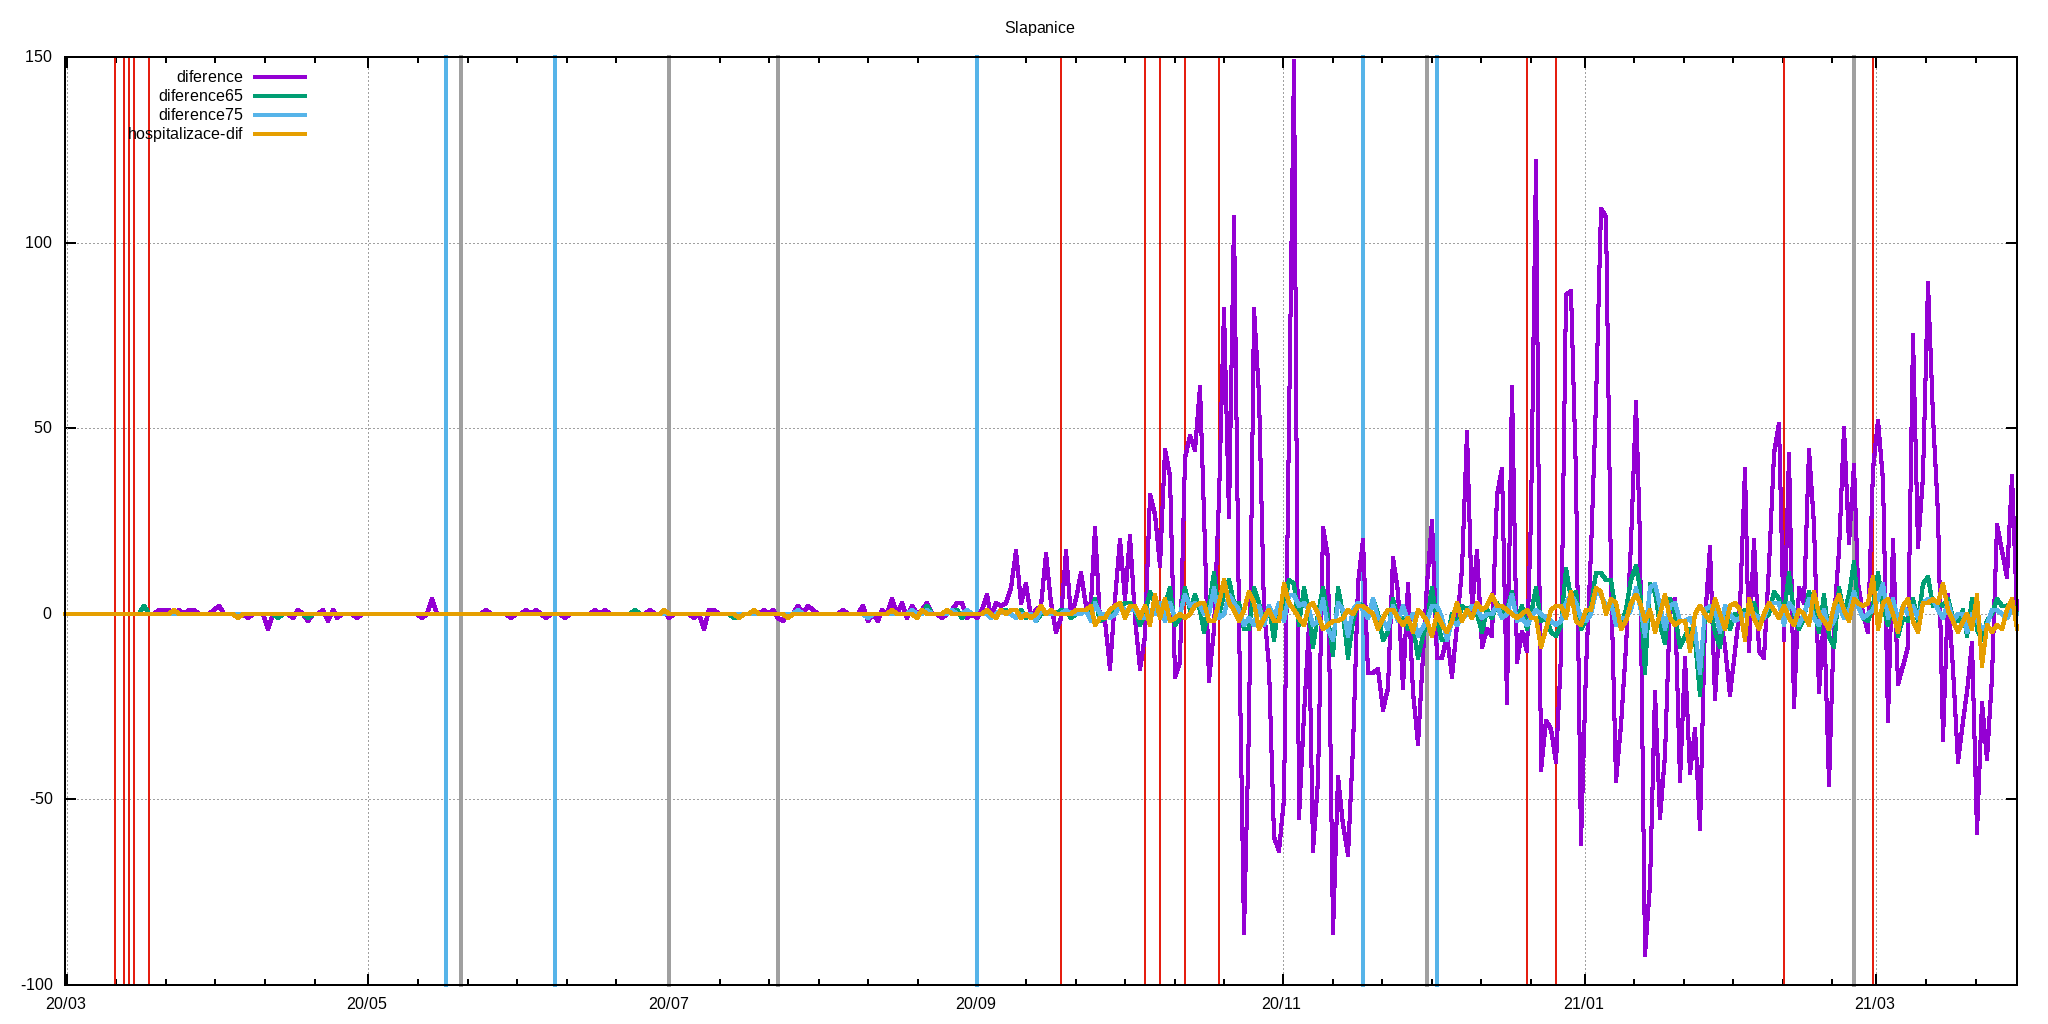 Slapanice
150
diference
diference65
diference75
hospitalizace-dif
100
50
0
-50
-100
20/03 20/05 20/07 20/09 20/11 21/01 21/03